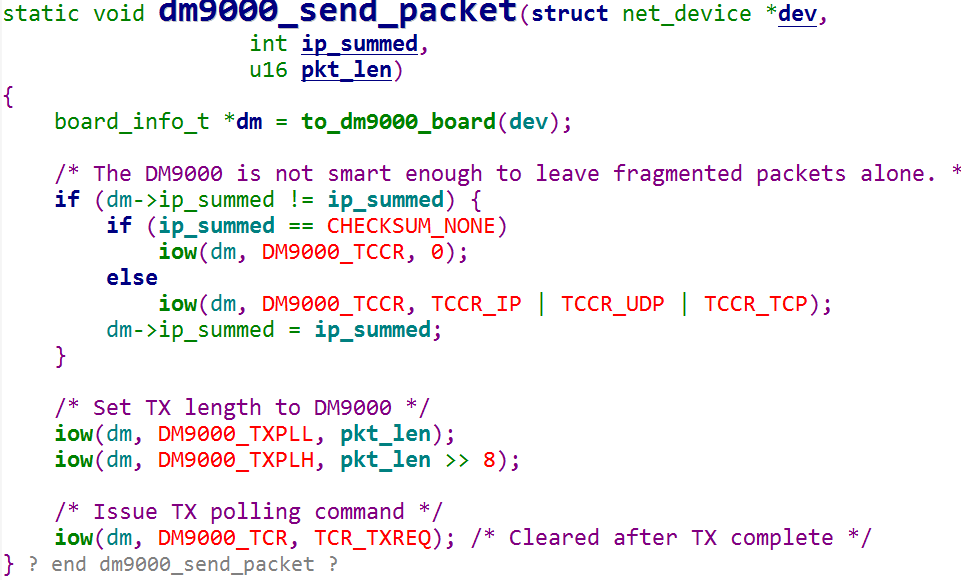 static void dm9000_send_packet(struct net_device *dev,
int ip_summed,
u16 pkt_len)
{
board_info_t *dm = to_dm9000_board(dev);
/* The DM9000 is not smart enough to leave fragmented packets alone. *
if (dm->ip_summed != ip_summed) {
if (ip_summed == CHECKSUM_NONE)
iow(dm, DM9000_TCCR, 0);
else
iow(dm, DM9000_TCCR, TCCR_IP | TCCR_UDP | TCCR_TCP);
dm->ip_summed = ip_summed;
}
/* Set TX length to DM9000 */
iow(dm, DM9000_TXPLL, pkt_len);
iow(dm, DM9000_TXPLH, pkt_len >> 8);
/* Issue TX polling command */
iow(dm, DM9000_TCR, TCR_TXREQ); /* Cleared after TX complete */
} ? end dm9000_send_packet ?